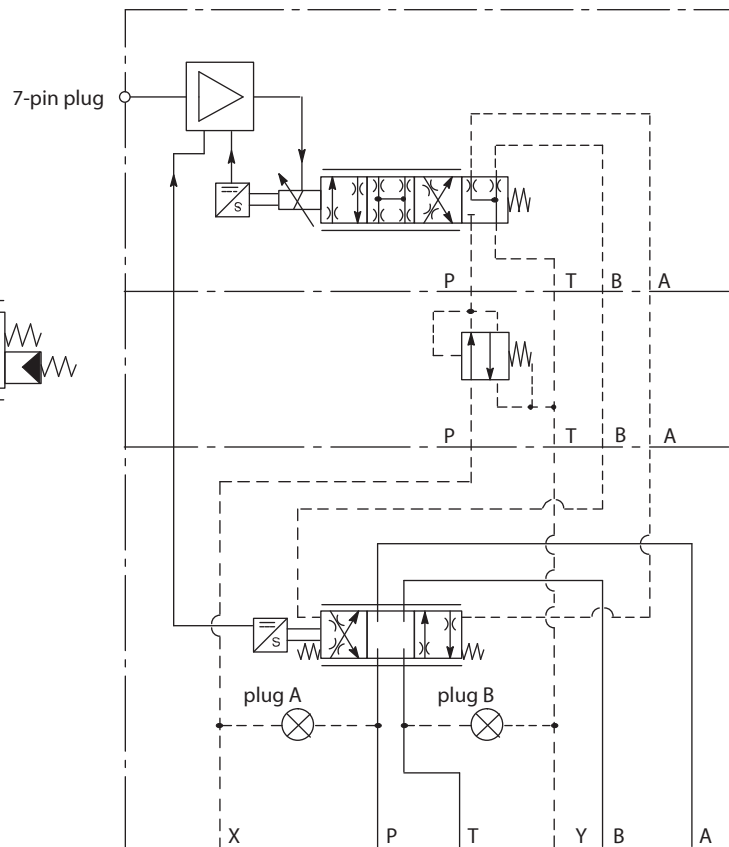 7-pin plug
S
P T B A
P T B A
S
plug A plug B
X P T Y B A